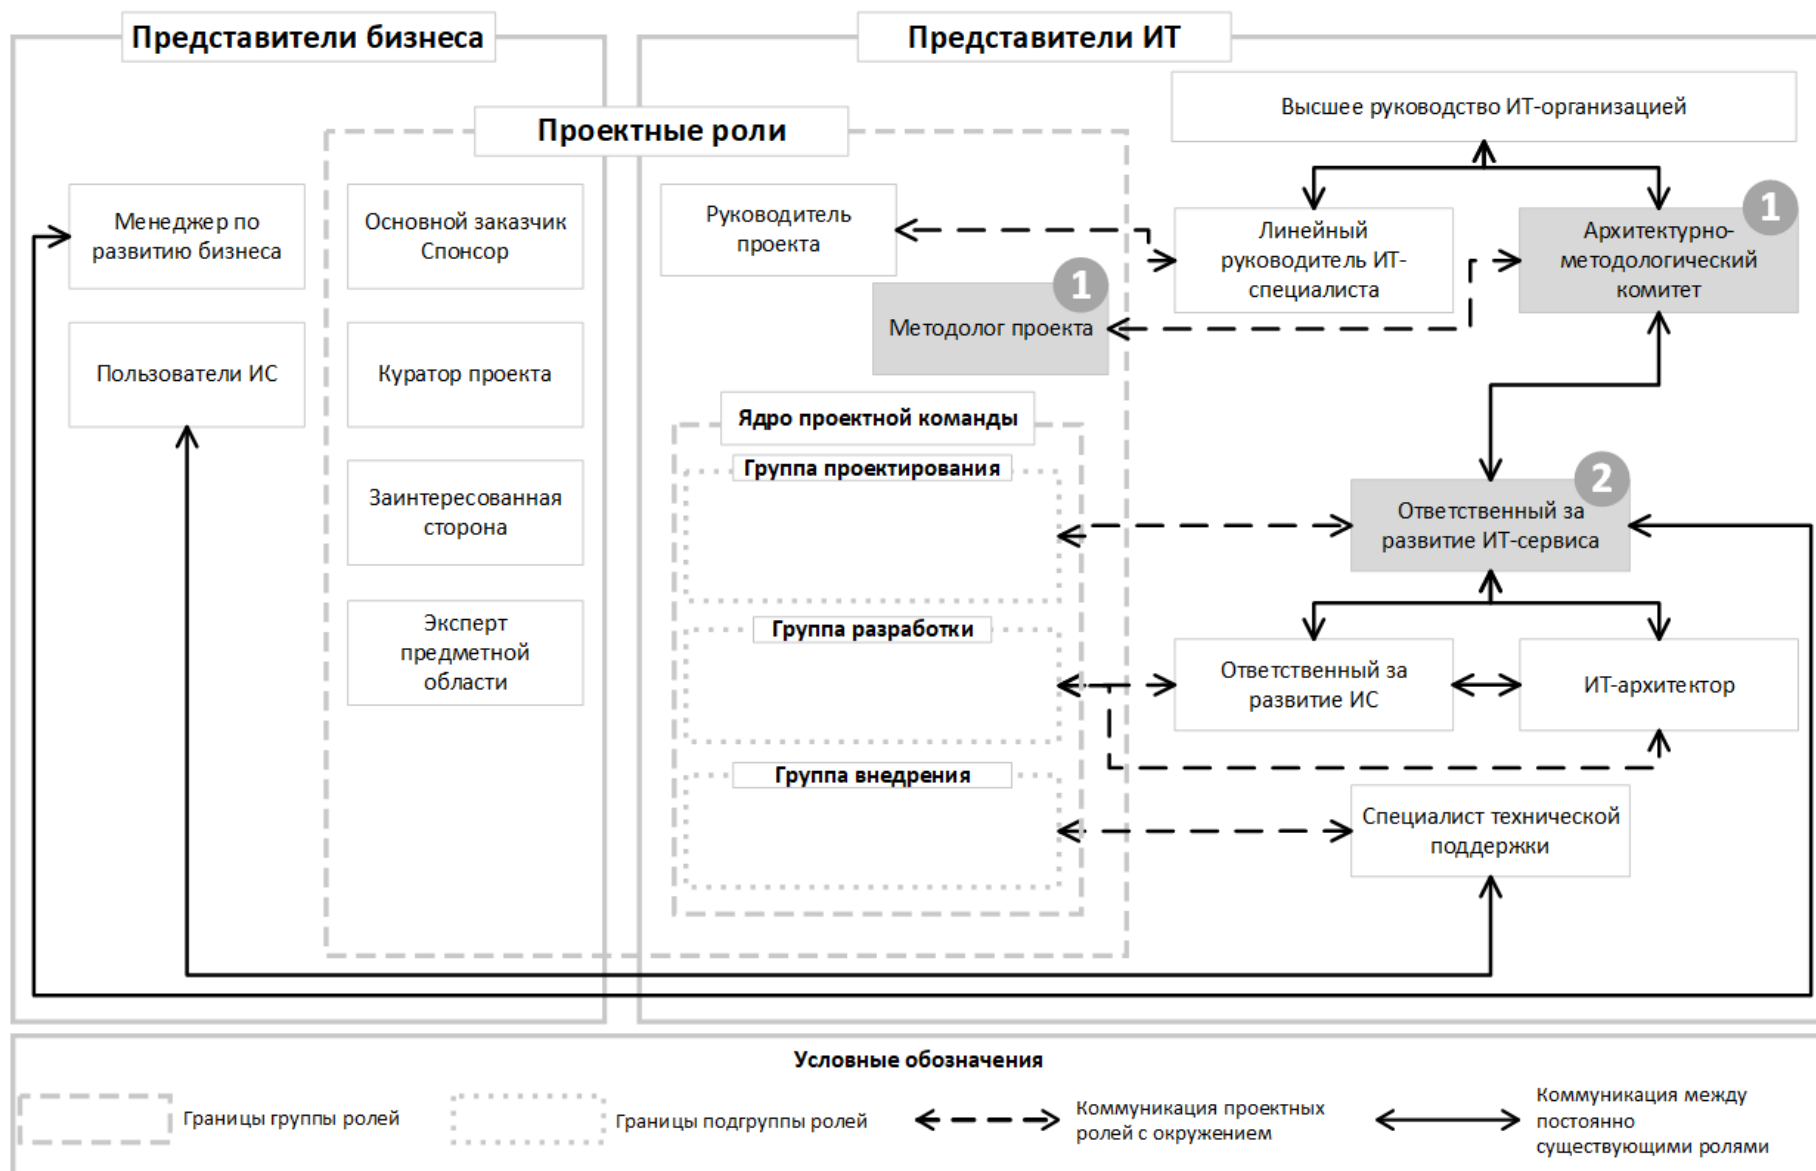 Представители бизнеса
Представители ИТ
Проектные роли
Высшее руководство ИТ-организацией
Менеджер по
развитию бизнеса
Основной заказчик
Спонсор
Руководитель
проекта
Линейный
руководитель ИТ-
специалиста
1
Архитектурно-
методологический
комитет
1
Методолог проекта
Пользователи ИС
Куратор проекта
Ядро проектной команды
Группа проектирования
Заинтересованная
сторона
2
Ответственный за
развитие ИТ-сервиса
Эксперт
предметной
области
Группа разработки
Ответственный за
развитие ИС
ИТ-архитектор
Группа внедрения
Специалист технической
поддержки
Условные обозначения
Границы группы ролей
Границы подгруппы ролей
Коммуникация проектных
ролей с окружением
Коммуникация между
постоянно
существующими ролями